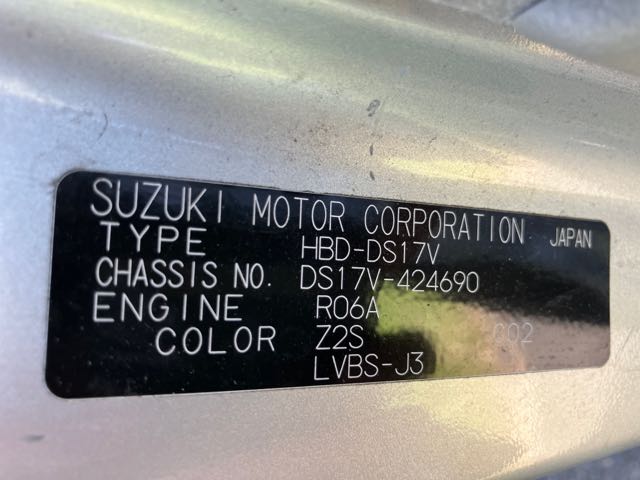 SUZUKI MOTOR CORPORATION JAPAN
TYPE HBD-DS17V
CHASSIS NO. DS17V-424690
ENGINE R06A
COLOR Z2S 002
LVBS-J3